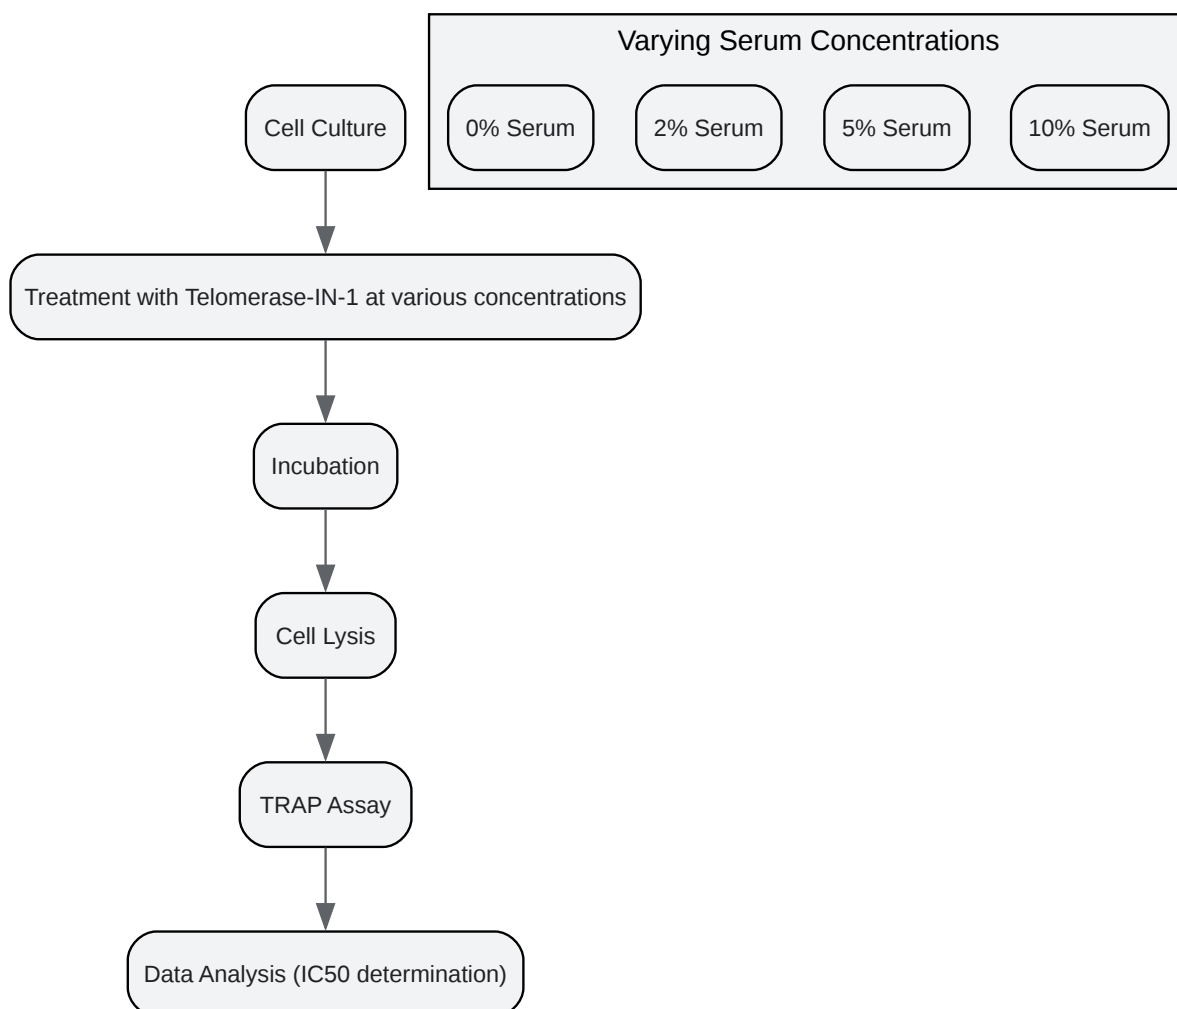 Varying Serum Concentrations
Cell Culture
0% Serum
2% Serum
5% Serum
10% Serum
Treatment with Telomerase-IN-1 at various concentrations
Incubation
Cell Lysis
TRAP Assay
Data Analysis (IC50 determination)